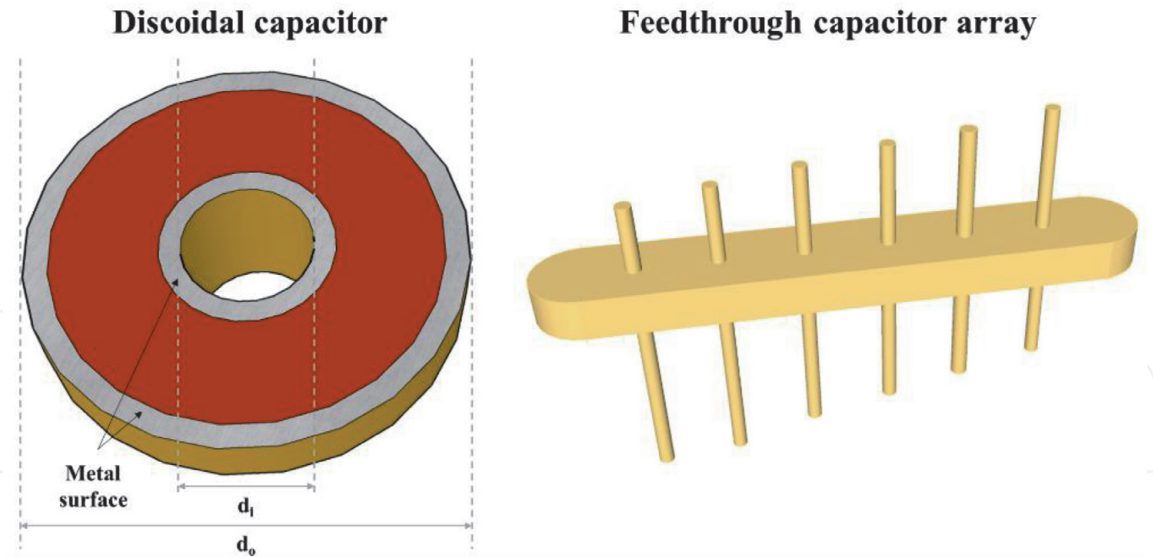 Discoidal capacitor
Feedthrough capacitor array
Metal
surface
di
do